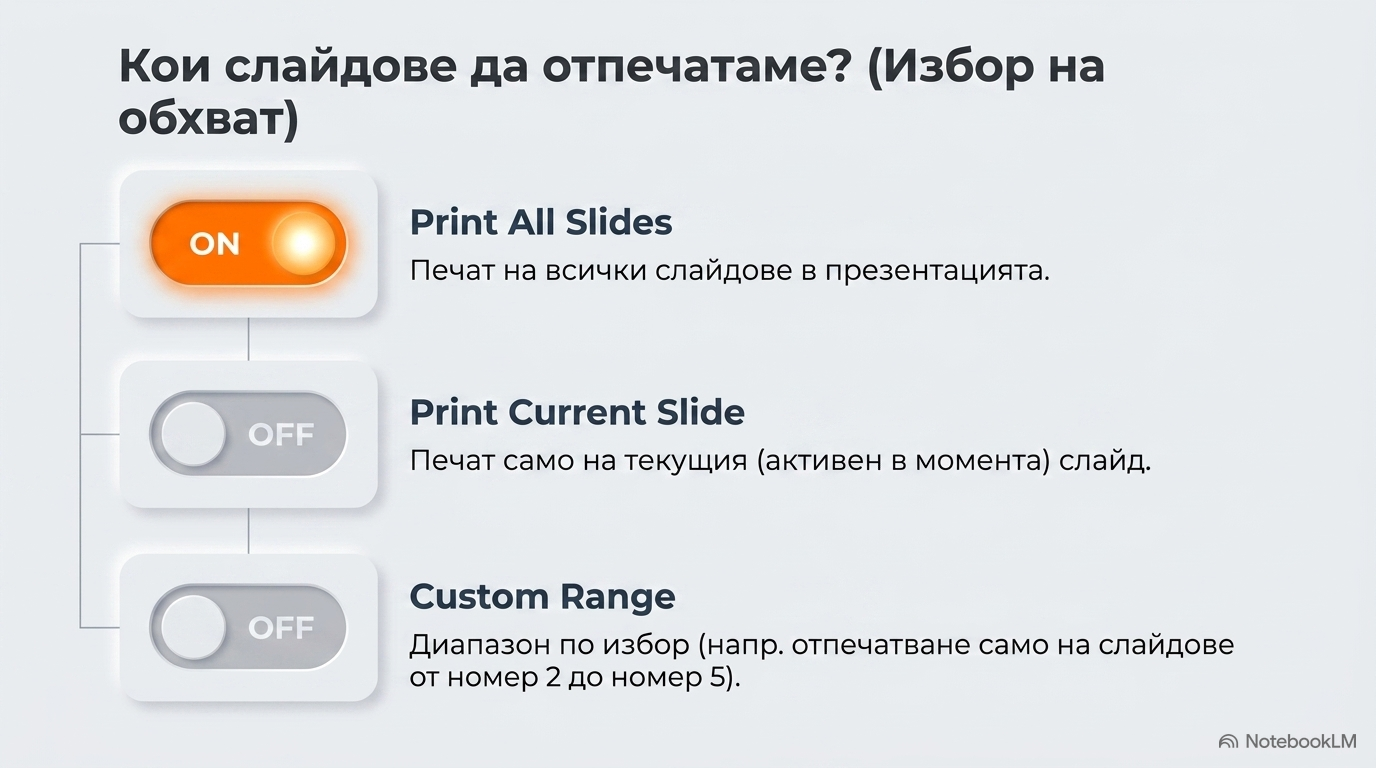 Кои слайдове да отпечатаме? (Избор на
обхват)
ON
Print All Slides
Печат на всички слайдове в презентацията.
OFF
Print Current Slide
Печат само на текущия (активен в момента) слайд.
OFF
Custom Range
Диапазон по избор (напр. отпечатване само на слайдове
от номер 2 до номер 5).
NotebookLM